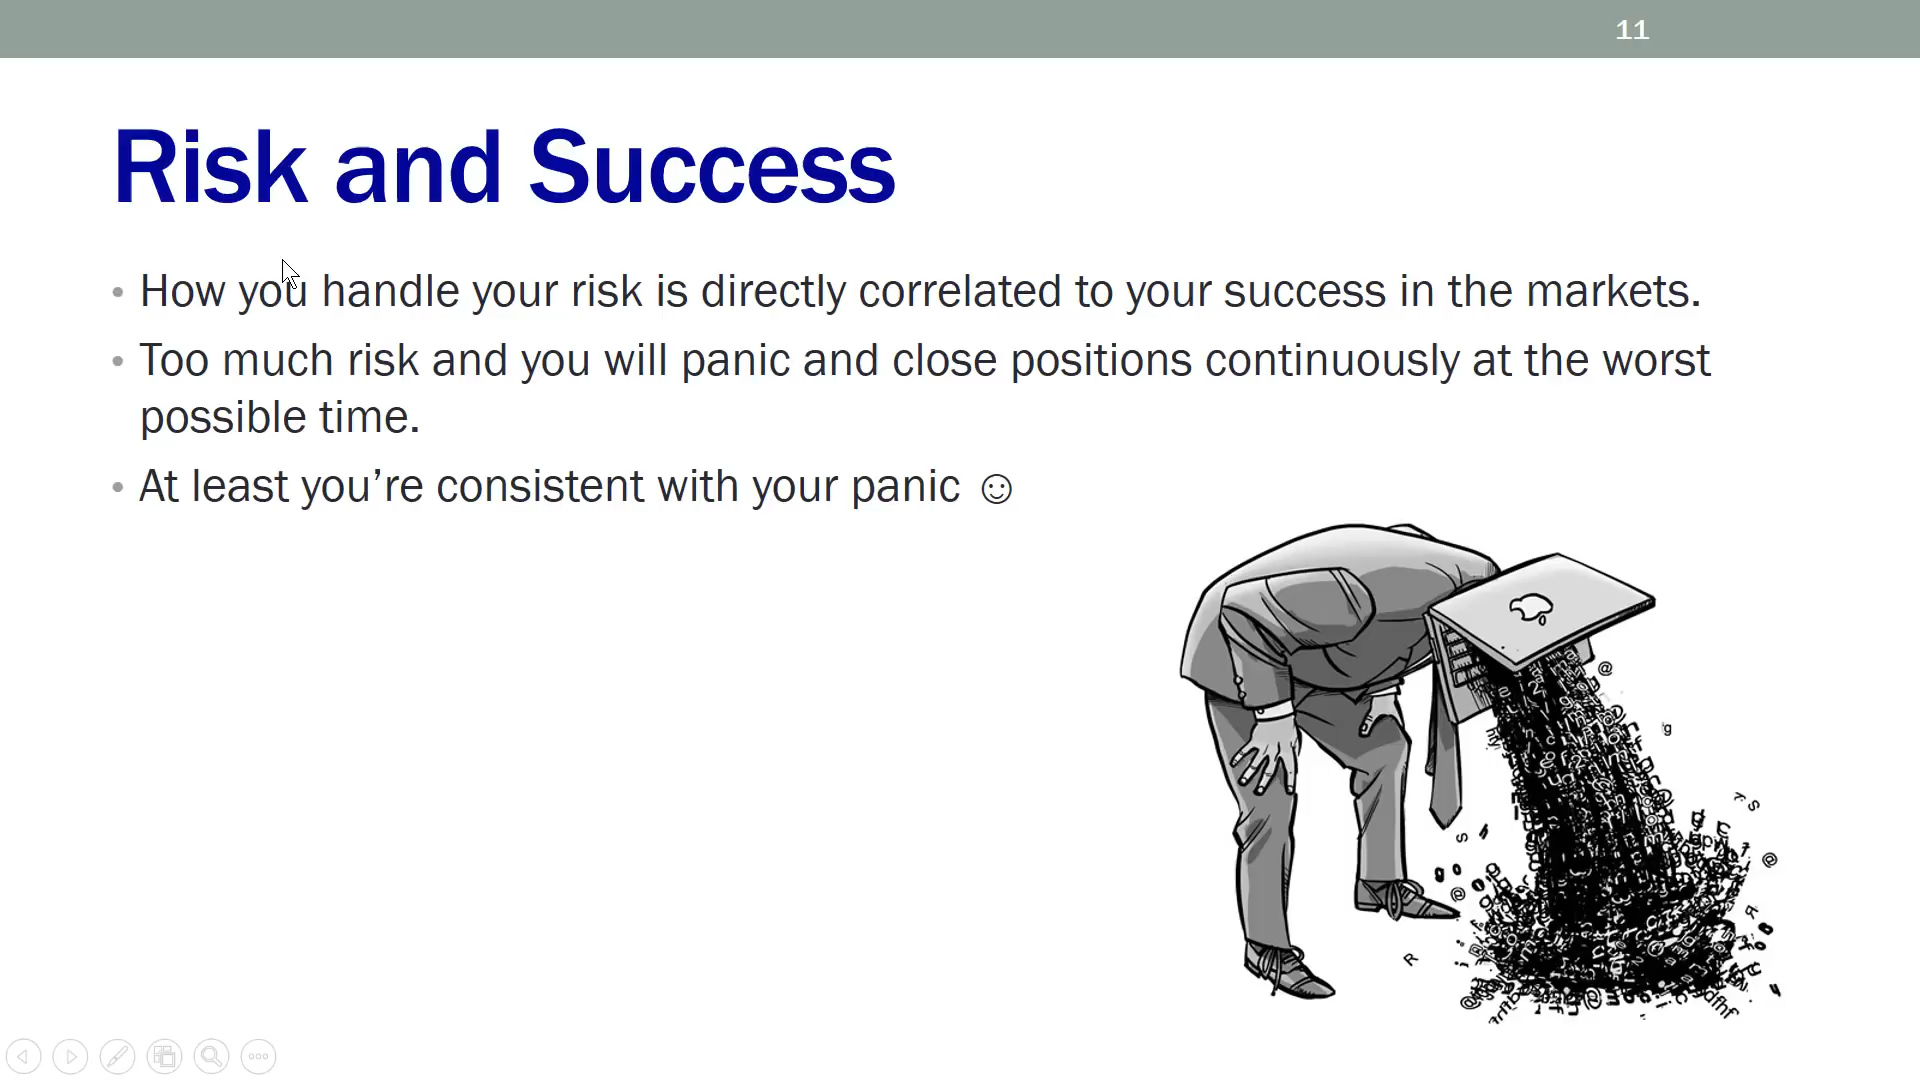 11
Risk and Success
• How you handle your risk is directly correlated to your success in the markets.
• Too much risk and you will panic and close positions continuously at the worst
possible time.
• At least you’re consistent with your panic ☺